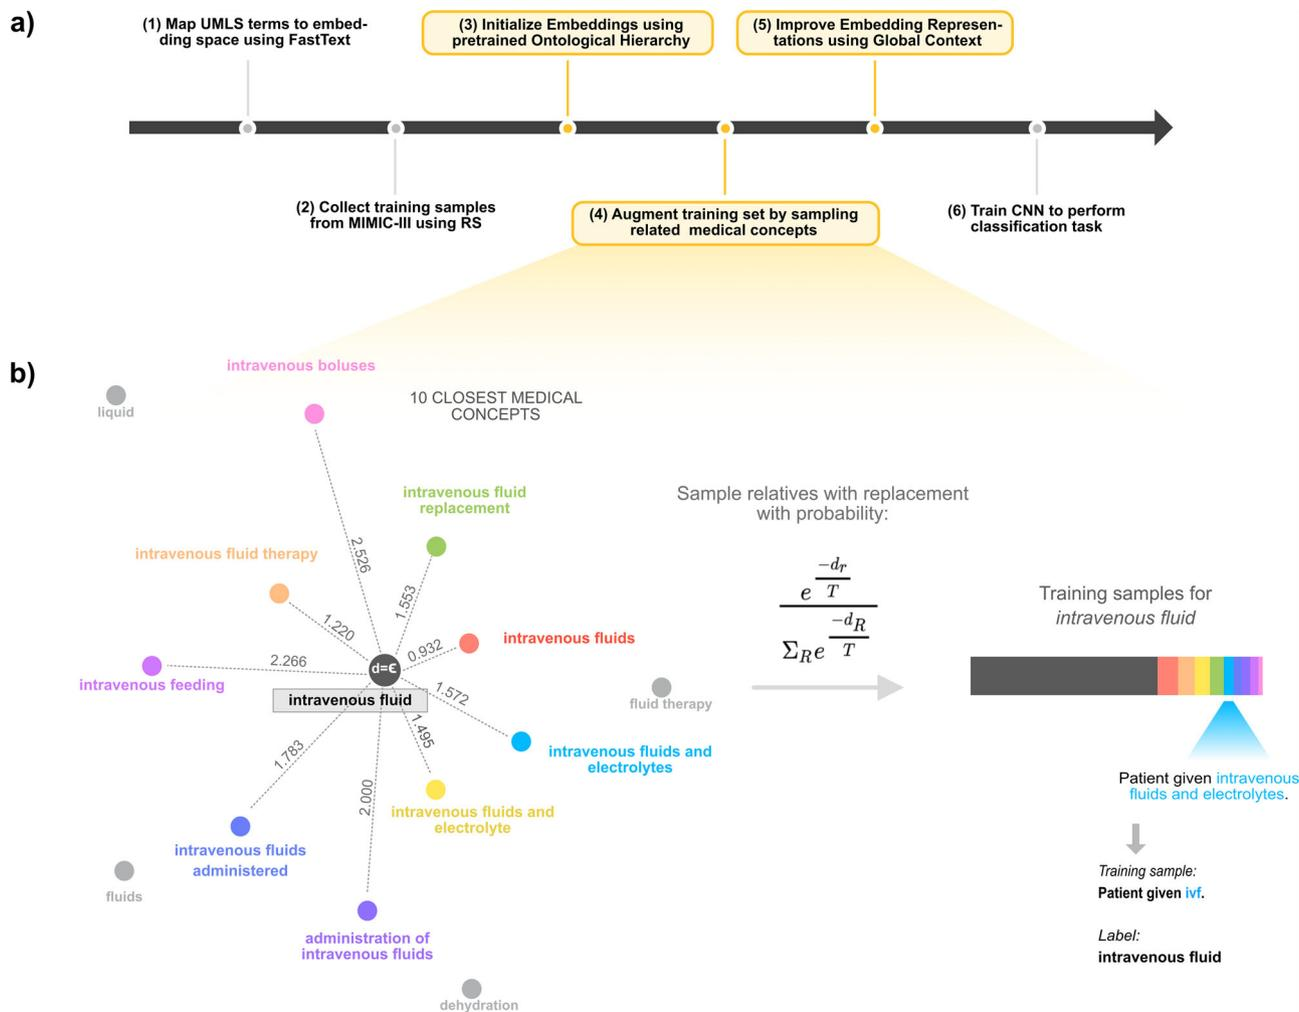 a)
(1) Map UMLS terms to embed-
ding space using FastText
(3) Initialize Embeddings using
pretrained Ontological Hierarchy
(5) Improve Embedding Represen-
tations using Global Context
(2) Collect training samples
from MIMIC-III using RS
(4) Augment training set by sampling
related medical concepts
(6) Train CNN to perform
classification task
b)
intravenous boluses
liquid
10 CLOSEST MEDICAL
CONCEPTS
intravenous fluid
replacement
intravenous fluid therapy
2.526
1.553
1.220
0.932
intravenous fluids
2.266
d=ϵ
intravenous feeding
intravenous fluid
1.572
fluid therapy
1.495
intravenous fluids and
electrolytes
1.783
2.000
intravenous fluids and
electrolyte
intravenous fluids
administered
fluids
administration of
intravenous fluids
dehydration
Sample relatives with replacement
with probability:
e^(-d_r/T)
Σ_R e^(-d_R/T)
Training samples for
intravenous fluid
Patient given intravenous
fluids and electrolytes.
Training sample:
Patient given ivf.
Label:
intravenous fluid